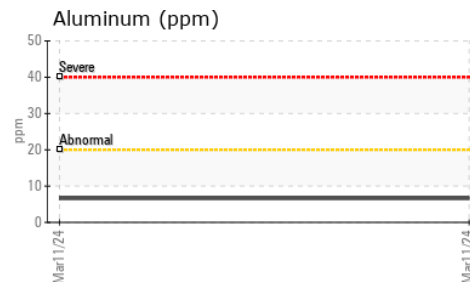 Aluminum (ppm)
50
Severe
40
30
ppm
Abnormal
20
10
0
Mar11/24
Mar11/24